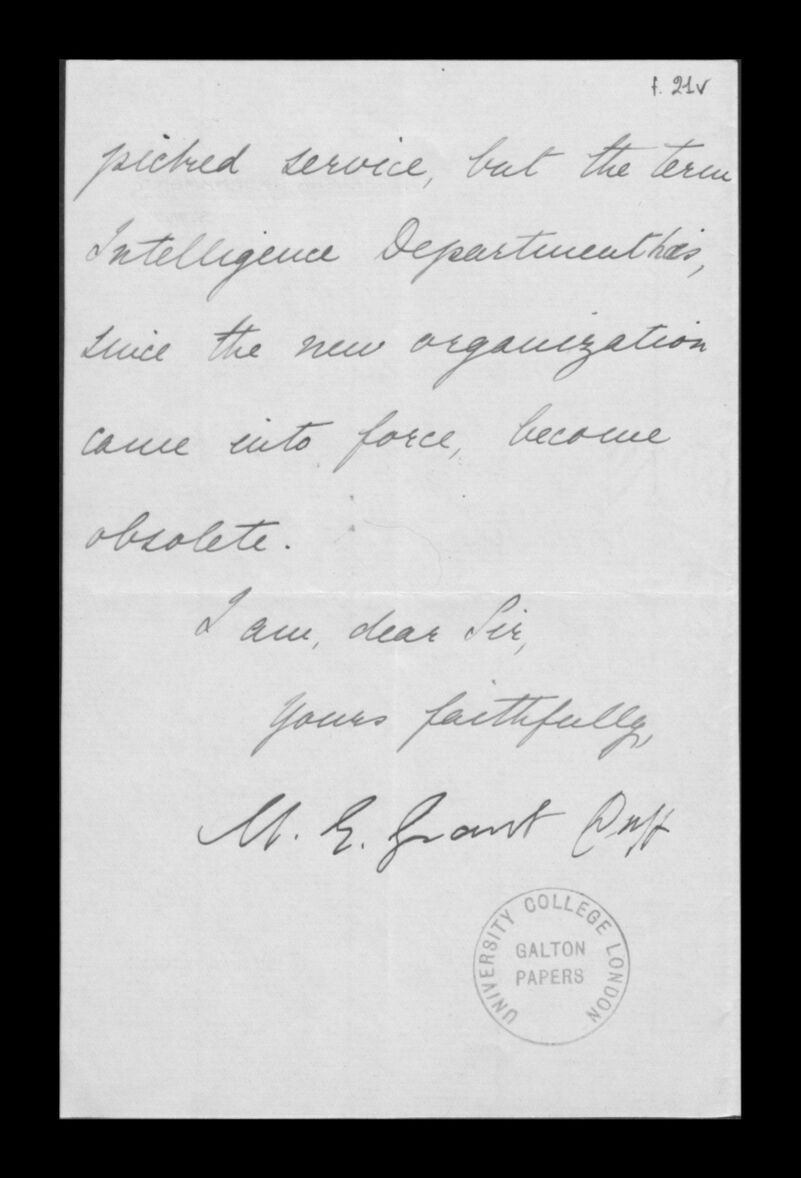 f. 21v
picked service, but the term
Intelligence Department has,
since the new organization
came into force, become
obsolete.
I am, dear Sir,
Yours faithfully,
M. E. Grant Duff
UNIVERSITY COLLEGE LONDON
GALTON
PAPERS